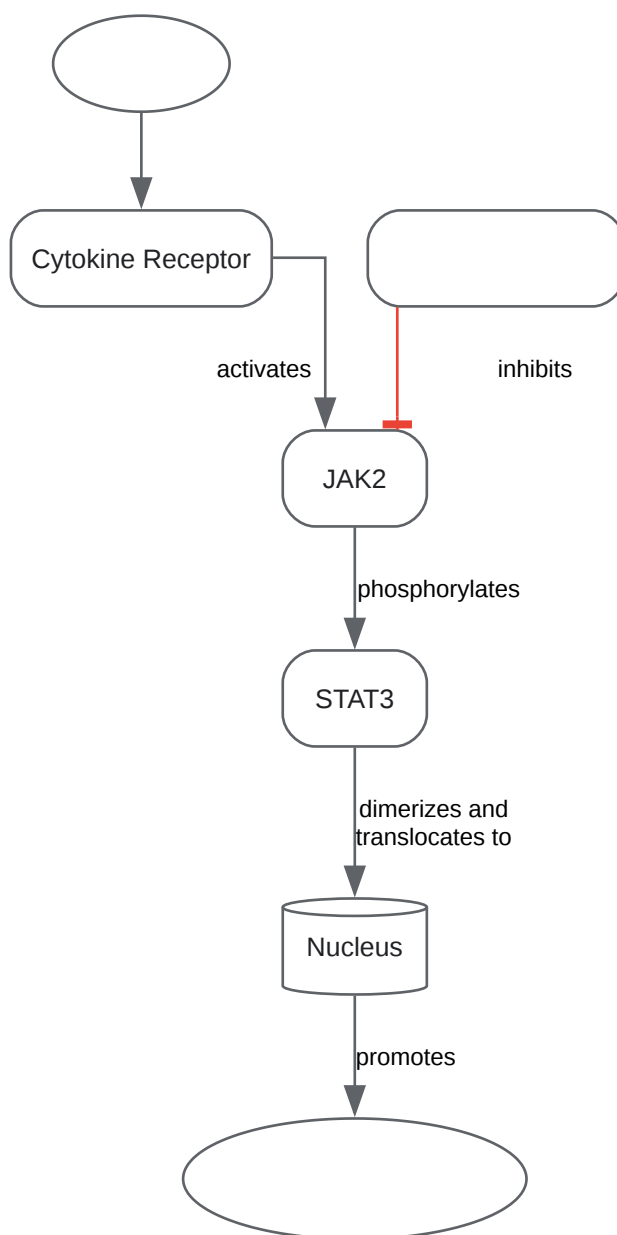 Cytokine Receptor
activates
inhibits
JAK2
phosphorylates
STAT3
dimerizes and
translocates to
Nucleus
promotes